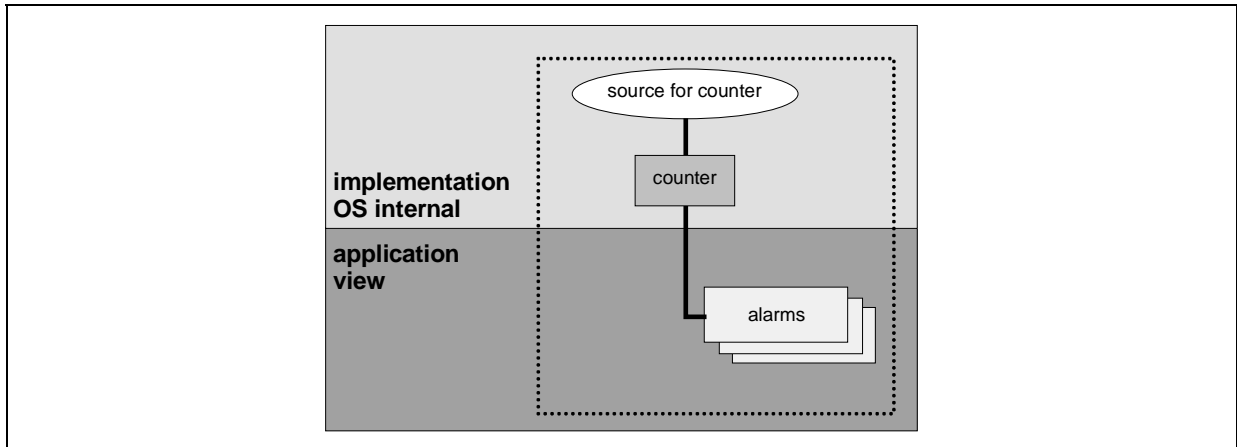 source for counter
counter
implementation
OS internal
application
view
alarms